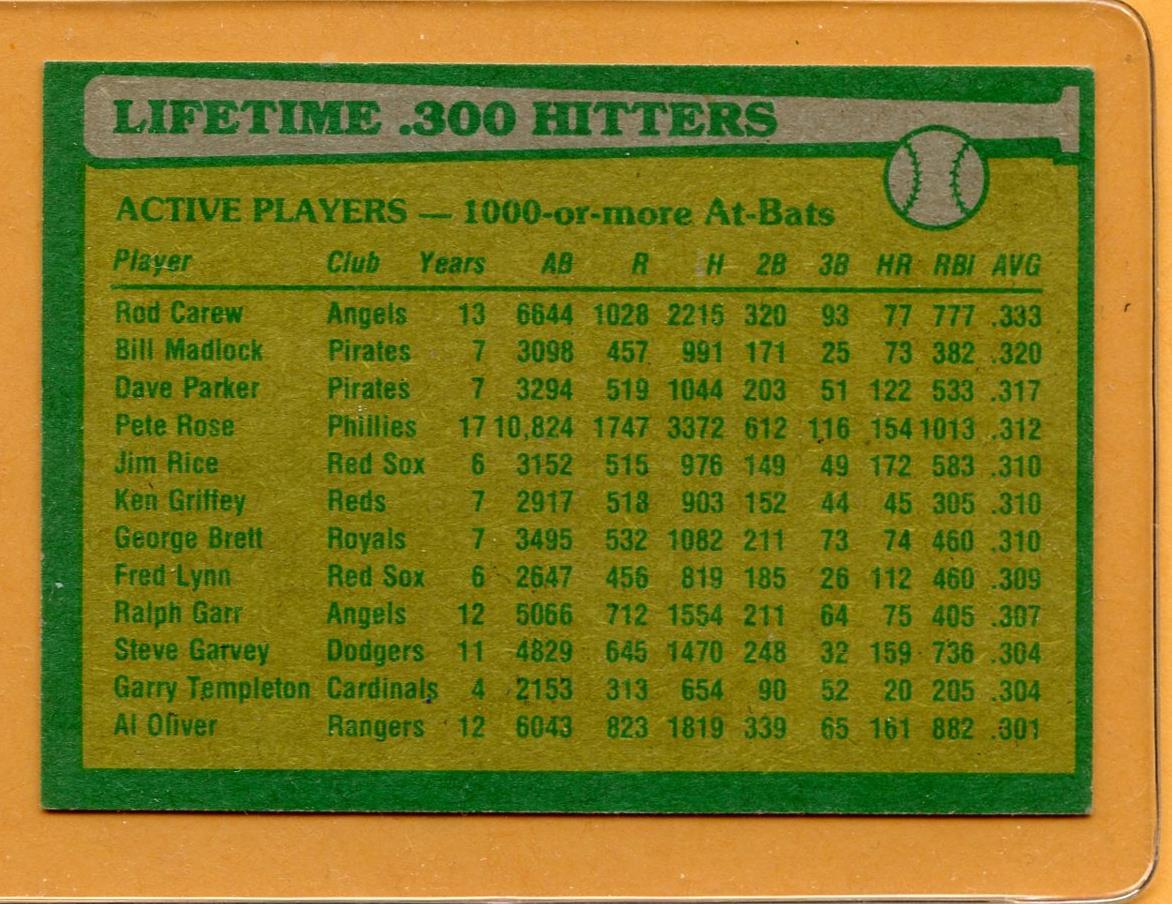 LIFETIME .300 HITTERS
ACTIVE PLAYERS — 1000-or-more At-Bats
Player Club Years AB R H 2B 3B HR RBI AVG
Rod Carew Angels 13 6644 1028 2215 320 93 77 777 .333
Bill Madlock Pirates 7 3098 457 991 171 25 73 382 .320
Dave Parker Pirates 7 3294 519 1044 203 51 122 533 .317
Pete Rose Phillies 17 10,824 1747 3372 612 116 154 1013 .312
Jim Rice Red Sox 6 3152 515 976 149 49 172 583 .310
Ken Griffey Reds 7 2917 518 903 152 44 45 305 .310
George Brett Royals 7 3495 532 1082 211 73 74 460 .310
Fred Lynn Red Sox 6 2647 456 819 185 26 112 460 .309
Ralph Garr Angels 12 5066 712 1554 211 64 75 405 .307
Steve Garvey Dodgers 11 4829 645 1470 248 32 159 736 .304
Garry Templeton Cardinals 4 2153 313 654 90 52 20 205 .304
Al Oliver Rangers 12 6043 823 1819 339 65 161 882 .301